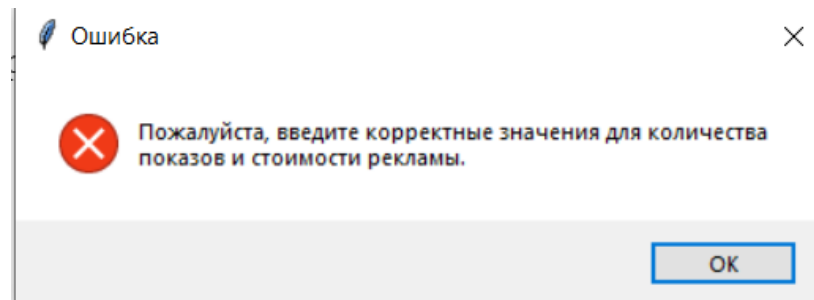 Ошибка
Пожалуйста, введите корректные значения для количества
показов и стоимости рекламы.
OK